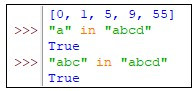 [0, 1, 5, 9, 55]
>>> "a" in "abcd"
True
>>> "abc" in "abcd"
True